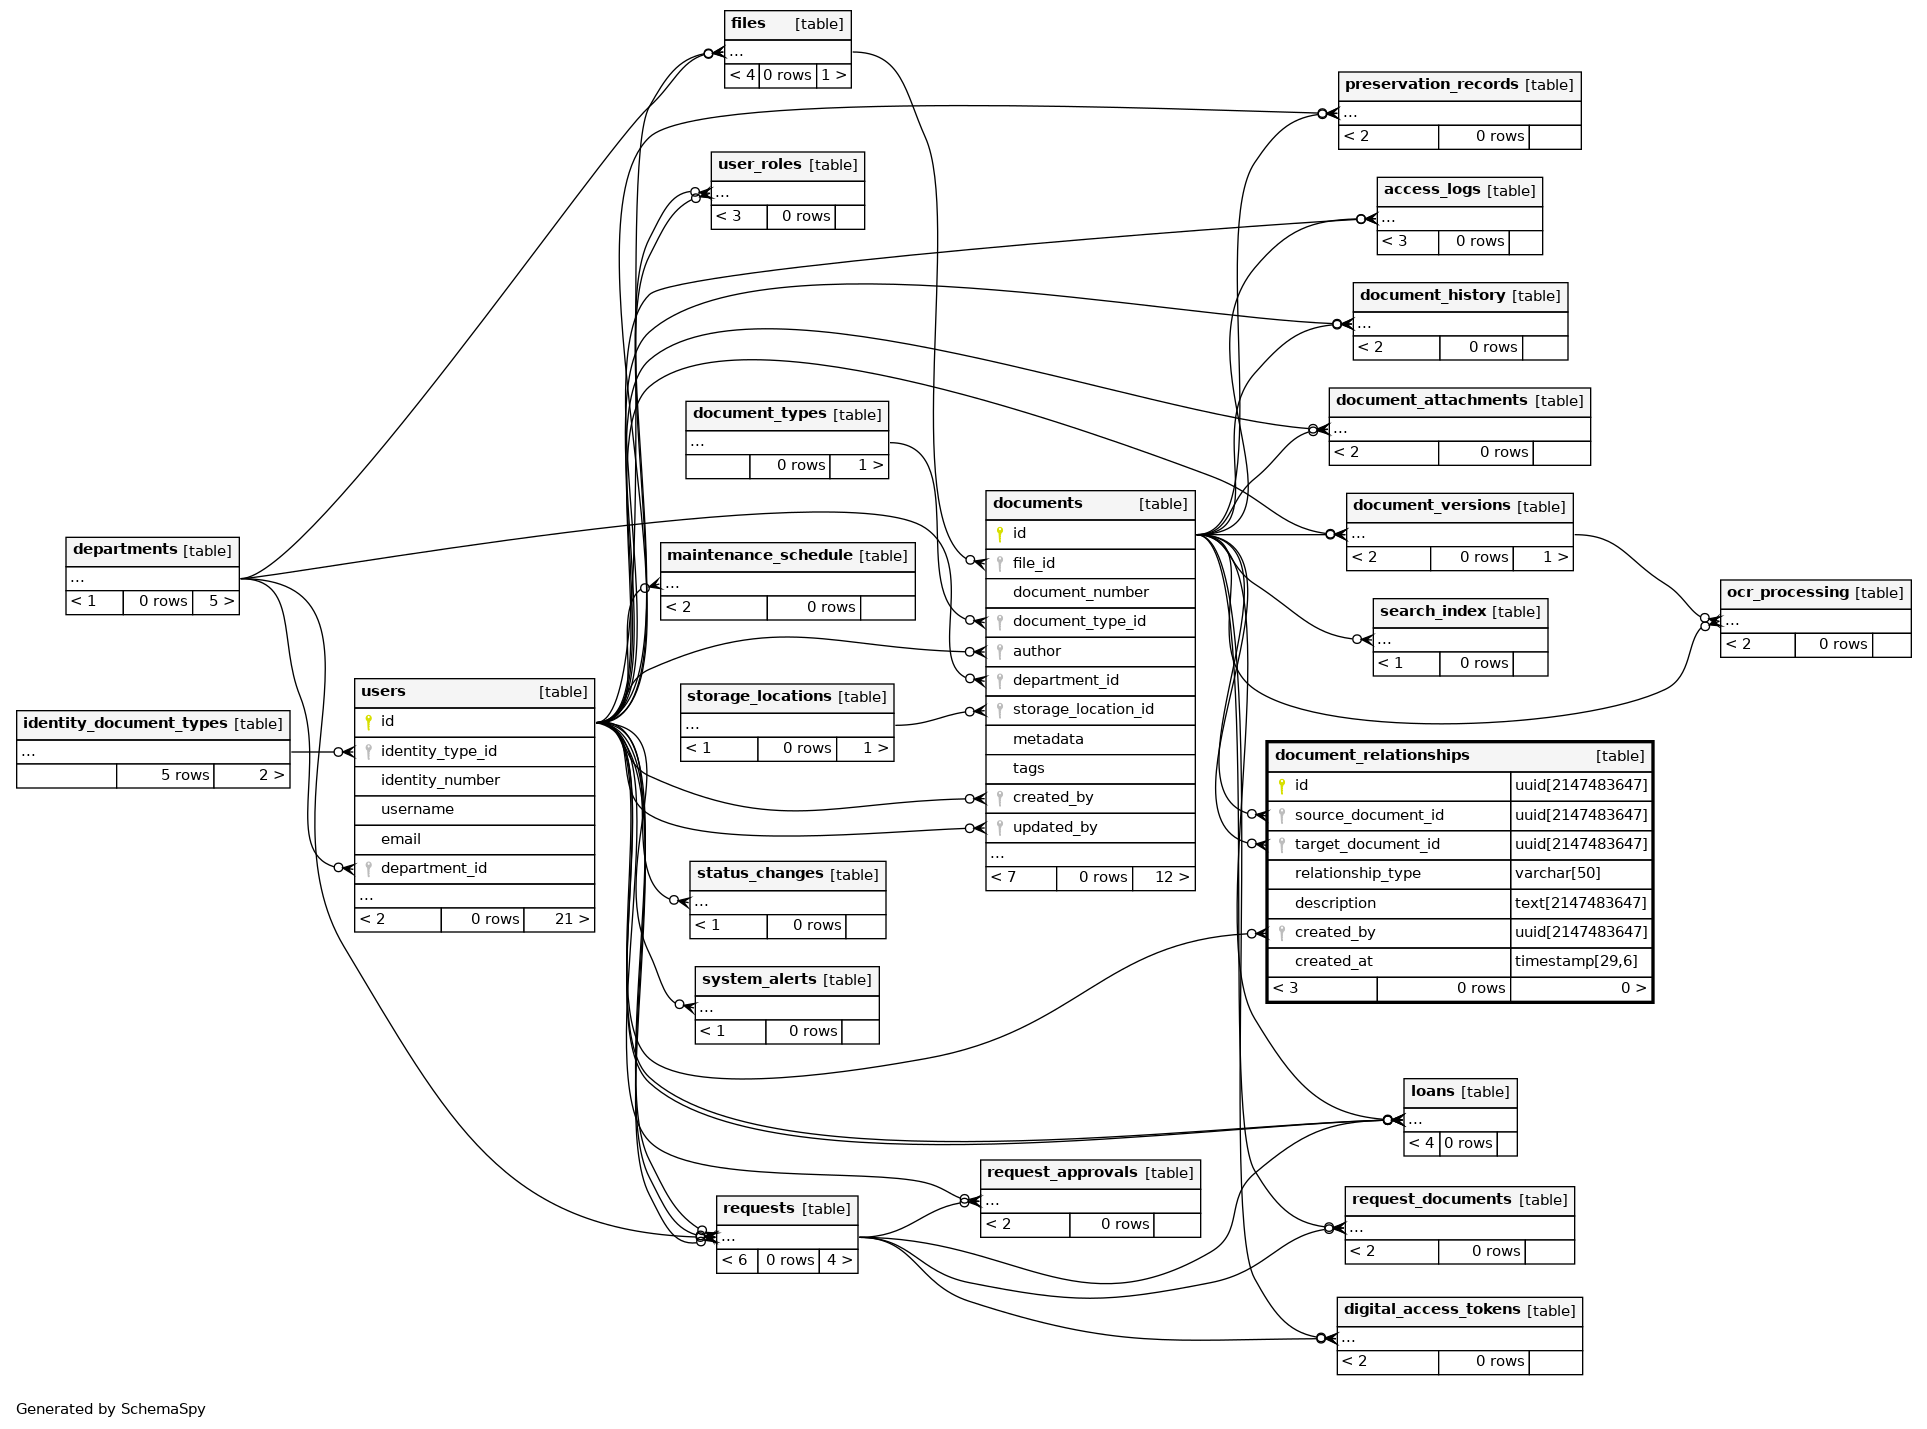 files [table]
...
< 4 0 rows 1 >
preservation_records [table]
...
< 2 0 rows
user_roles [table]
...
< 3 0 rows
access_logs [table]
...
< 3 0 rows
document_history [table]
...
< 2 0 rows
document_types [table]
...
0 rows 1 >
document_attachments [table]
...
< 2 0 rows
documents [table]
id
file_id
document_number
document_type_id
author
department_id
storage_location_id
metadata
tags
created_by
updated_by
...
< 7 0 rows 12 >
document_versions [table]
...
< 2 0 rows 1 >
departments [table]
...
< 1 0 rows 5 >
maintenance_schedule [table]
...
< 2 0 rows
ocr_processing [table]
...
< 2 0 rows
search_index [table]
...
< 1 0 rows
users [table]
id
identity_type_id
identity_number
username
email
department_id
...
< 2 0 rows 21 >
storage_locations [table]
...
< 1 0 rows 1 >
identity_document_types [table]
...
5 rows 2 >
document_relationships [table]
id uuid[2147483647]
source_document_id uuid[2147483647]
target_document_id uuid[2147483647]
relationship_type varchar[50]
description text[2147483647]
created_by uuid[2147483647]
created_at timestamp[29,6]
< 3 0 rows 0 >
status_changes [table]
...
< 1 0 rows
system_alerts [table]
...
< 1 0 rows
loans [table]
...
< 4 0 rows
request_approvals [table]
...
< 2 0 rows
requests [table]
...
< 6 0 rows 4 >
request_documents [table]
...
< 2 0 rows
digital_access_tokens [table]
...
< 2 0 rows
Generated by SchemaSpy